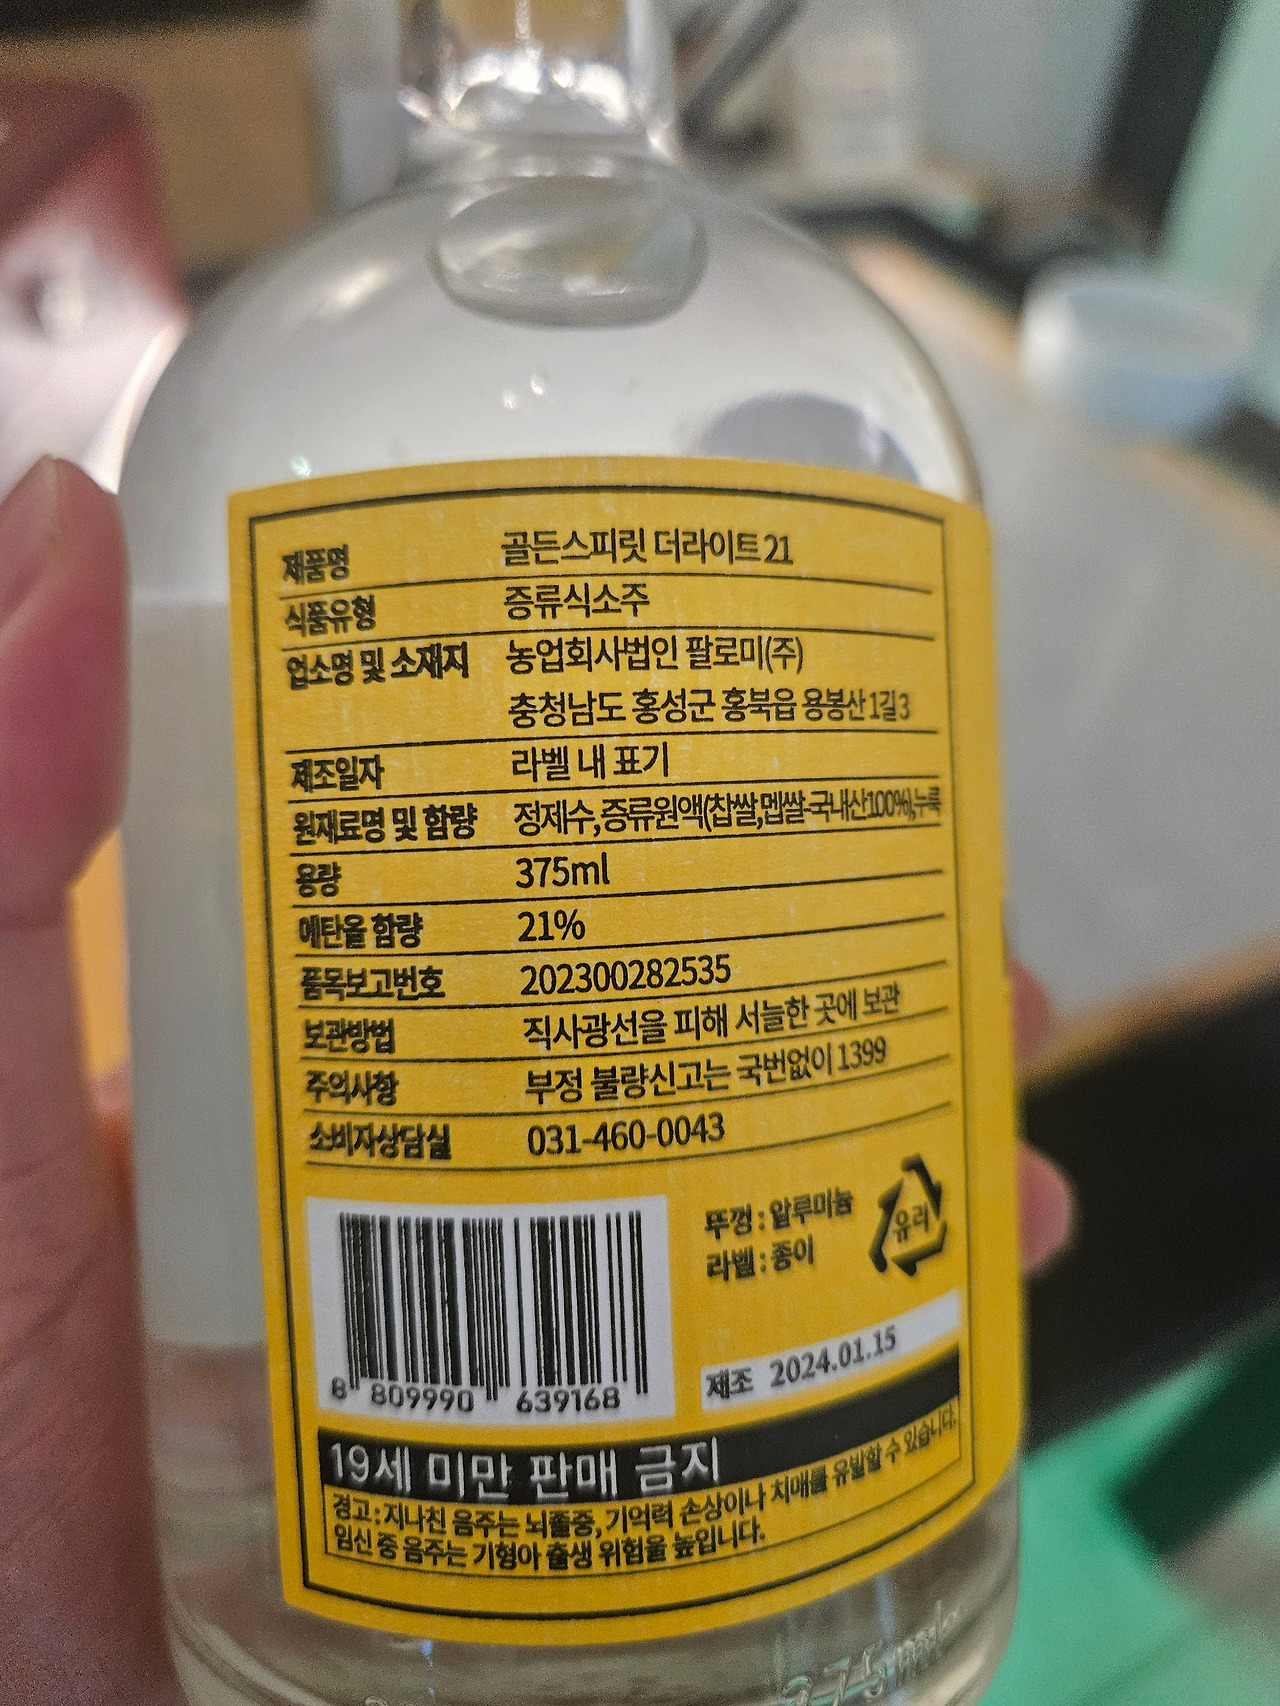 제품명 골든스피릿 더라이트21
식품유형 증류식소주
업소명 및 소재지 농업회사법인 팔로미(주)
충청남도 홍성군 홍북읍 용봉산1길3
제조일자 라벨 내 표기
원재료명 및 함량 정제수,증류원액(찹쌀,멥쌀-국내산100%),누룩
용량 375ml
에탄올 함량 21%
품목보고번호 202300282535
보관방법 직사광선을 피해 서늘한 곳에 보관
주의사항 부정 불량신고는 국번없이 1399
소비자상담실 031-460-0043
뚜껑 : 알루미늄
라벨 : 종이
유리
8 809990 639168
제조 2024.01.15
19세 미만 판매 금지
경고 : 지나친 음주는 뇌졸중, 기억력 손상이나 치매를 유발할 수 있습니다.
임신 중 음주는 기형아 출생 위험을 높입니다.
375ml